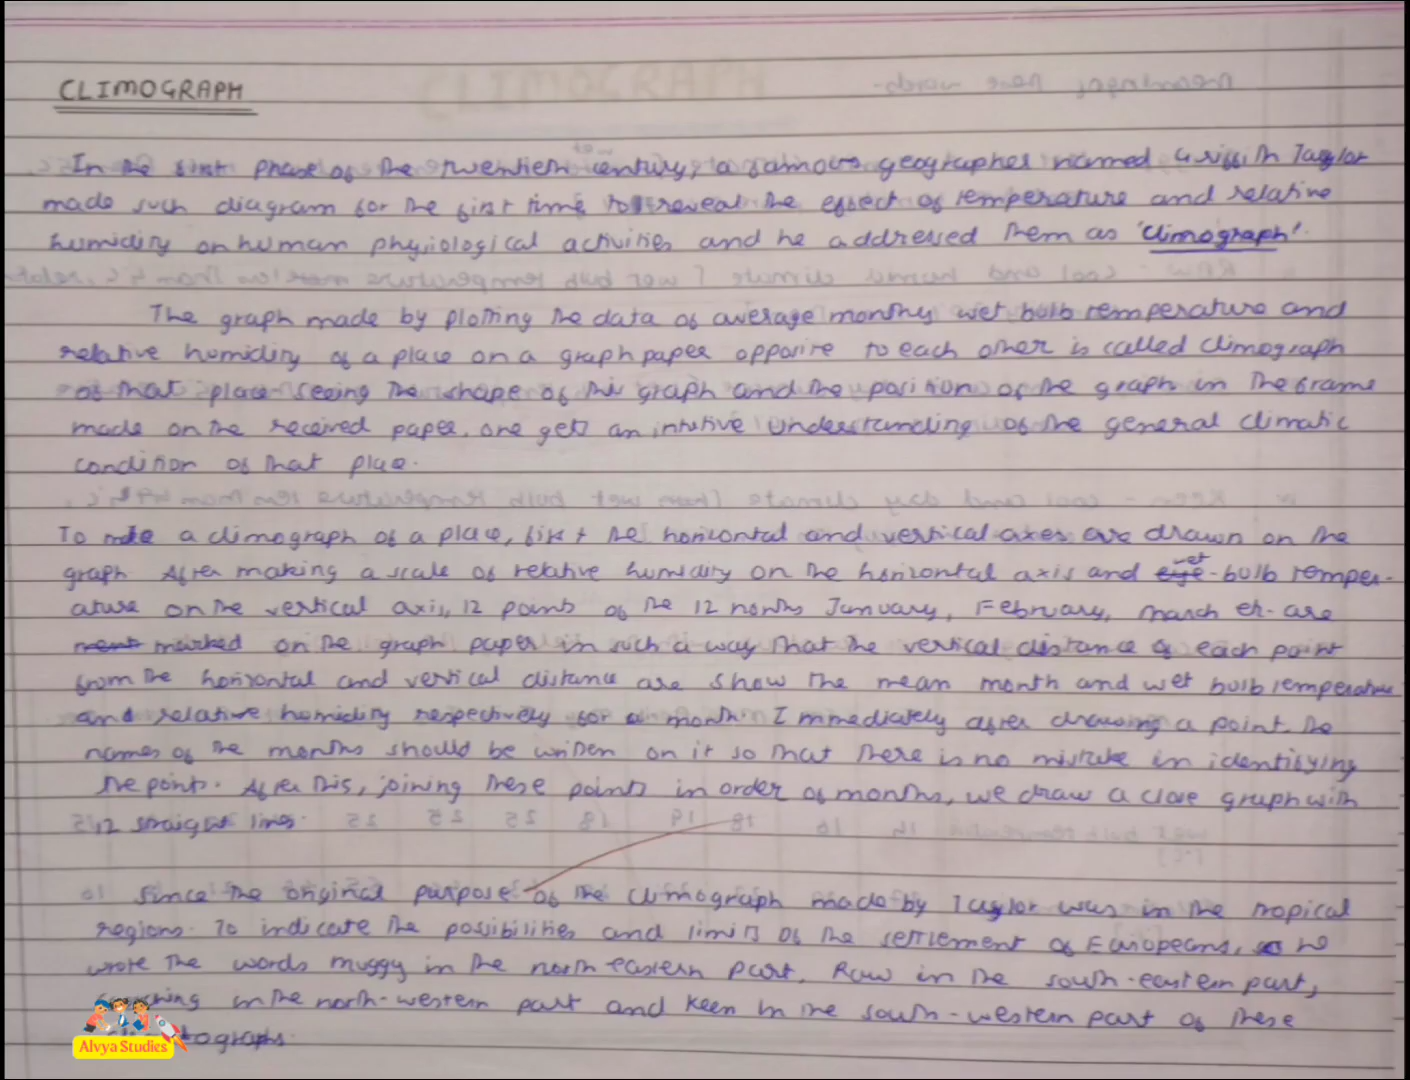 CLIMOGRAPH
In the first phase of the twentieth century, a famous geographer named Griffith Taylor
made such diagram for the first time to reveal the effect of temperature and relative
humidity on human physiological activities and he addressed them as 'Climograph'.
The graph made by plotting the data of average monthly wet bulb temperature and
relative humidity of a place on a graph paper opposite to each other is called climograph
of that place seeing the shape of this graph and the position of the graph in the frame
made on the received paper, one gets an intutive understanding of the general climatic
condition of that place.
To make a climograph of a place, first the horizontal and vertical axes are drawn on the
graph After making a scale of relative humidity on the horizontal axis and wet-bulb temper-
ature on the vertical axis, 12 points of the 12 months January, February, March etc. are
marked on the graph paper in such a way that the vertical distance of each point
from the horizontal and vertical distance are show the mean month and wet bulb temperature
and relative humidity respectively for a month. Immediately after drawing a point the
names of the months should be written on it so that there is no mistake in identifying
the points. After this, joining these points in order of months, we draw a close graph with
12 straight lines.
Since the original purpose of the climograph made by Taylor was in the tropical
regions. To indicate the possibilities and limits of the settlement of Europeans, he
wrote the words muggy in the north eastern part, Raw in the south-eastern part,
in the north-western part and Keen in the south-western part of these
Alvya Studies